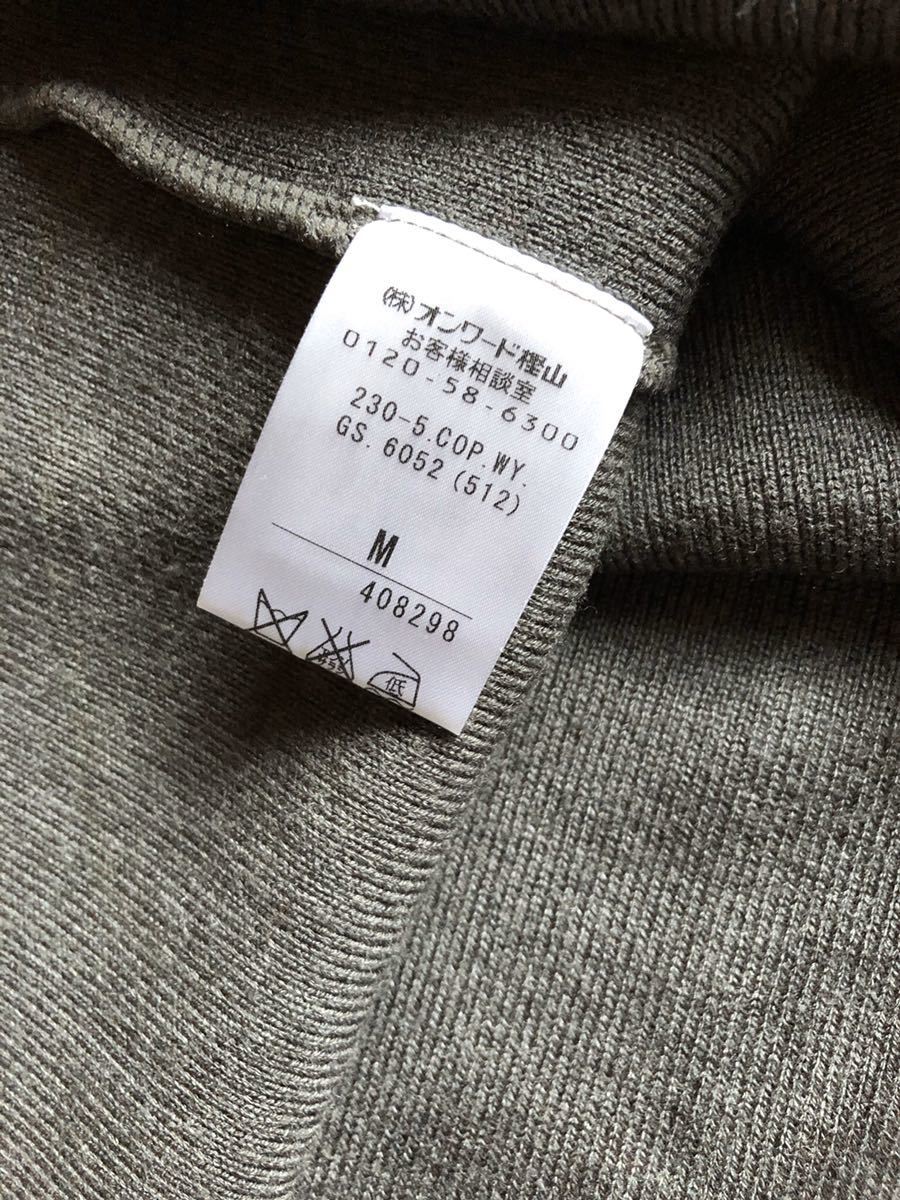 (株)オンワード樫山
お客様相談室
0120-58-6300
230-5.COP.WY.
GS.6052(512)
M
408298
低